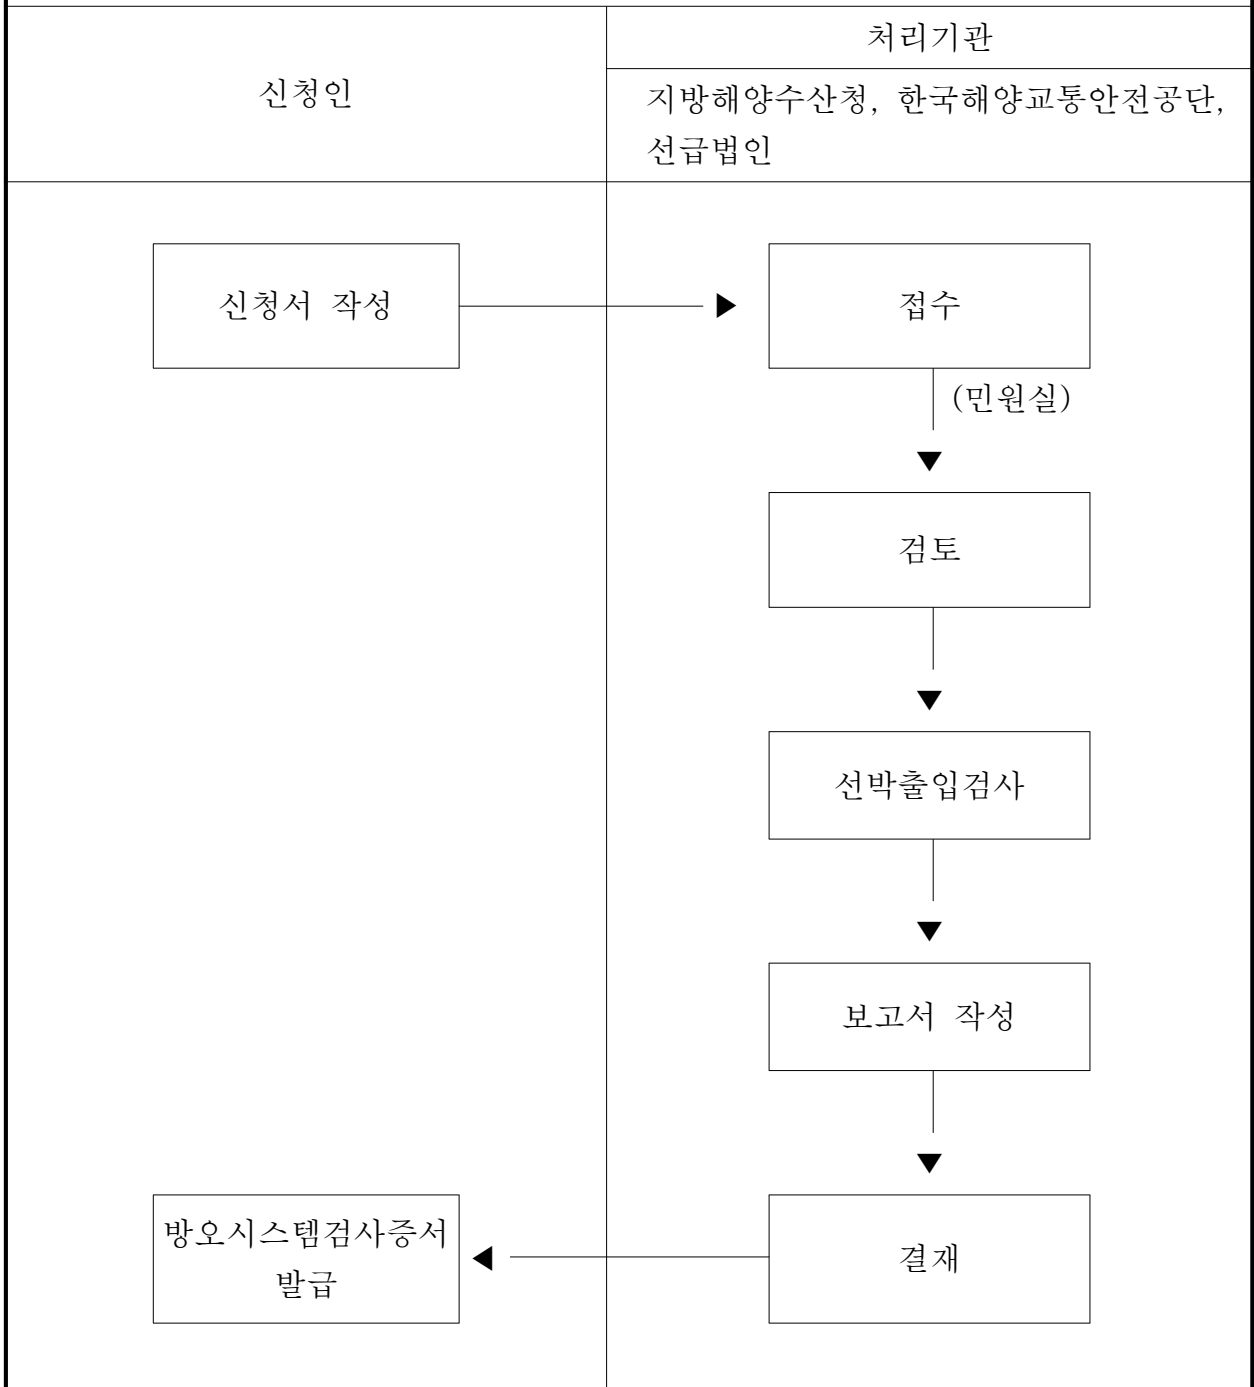 신청인
처리기관
지방해양수산청, 한국해양교통안전공단,
선급법인
신청서 작성
접수
(민원실)
검토
선박출입검사
보고서 작성
결재
방오시스템검사증서
발급